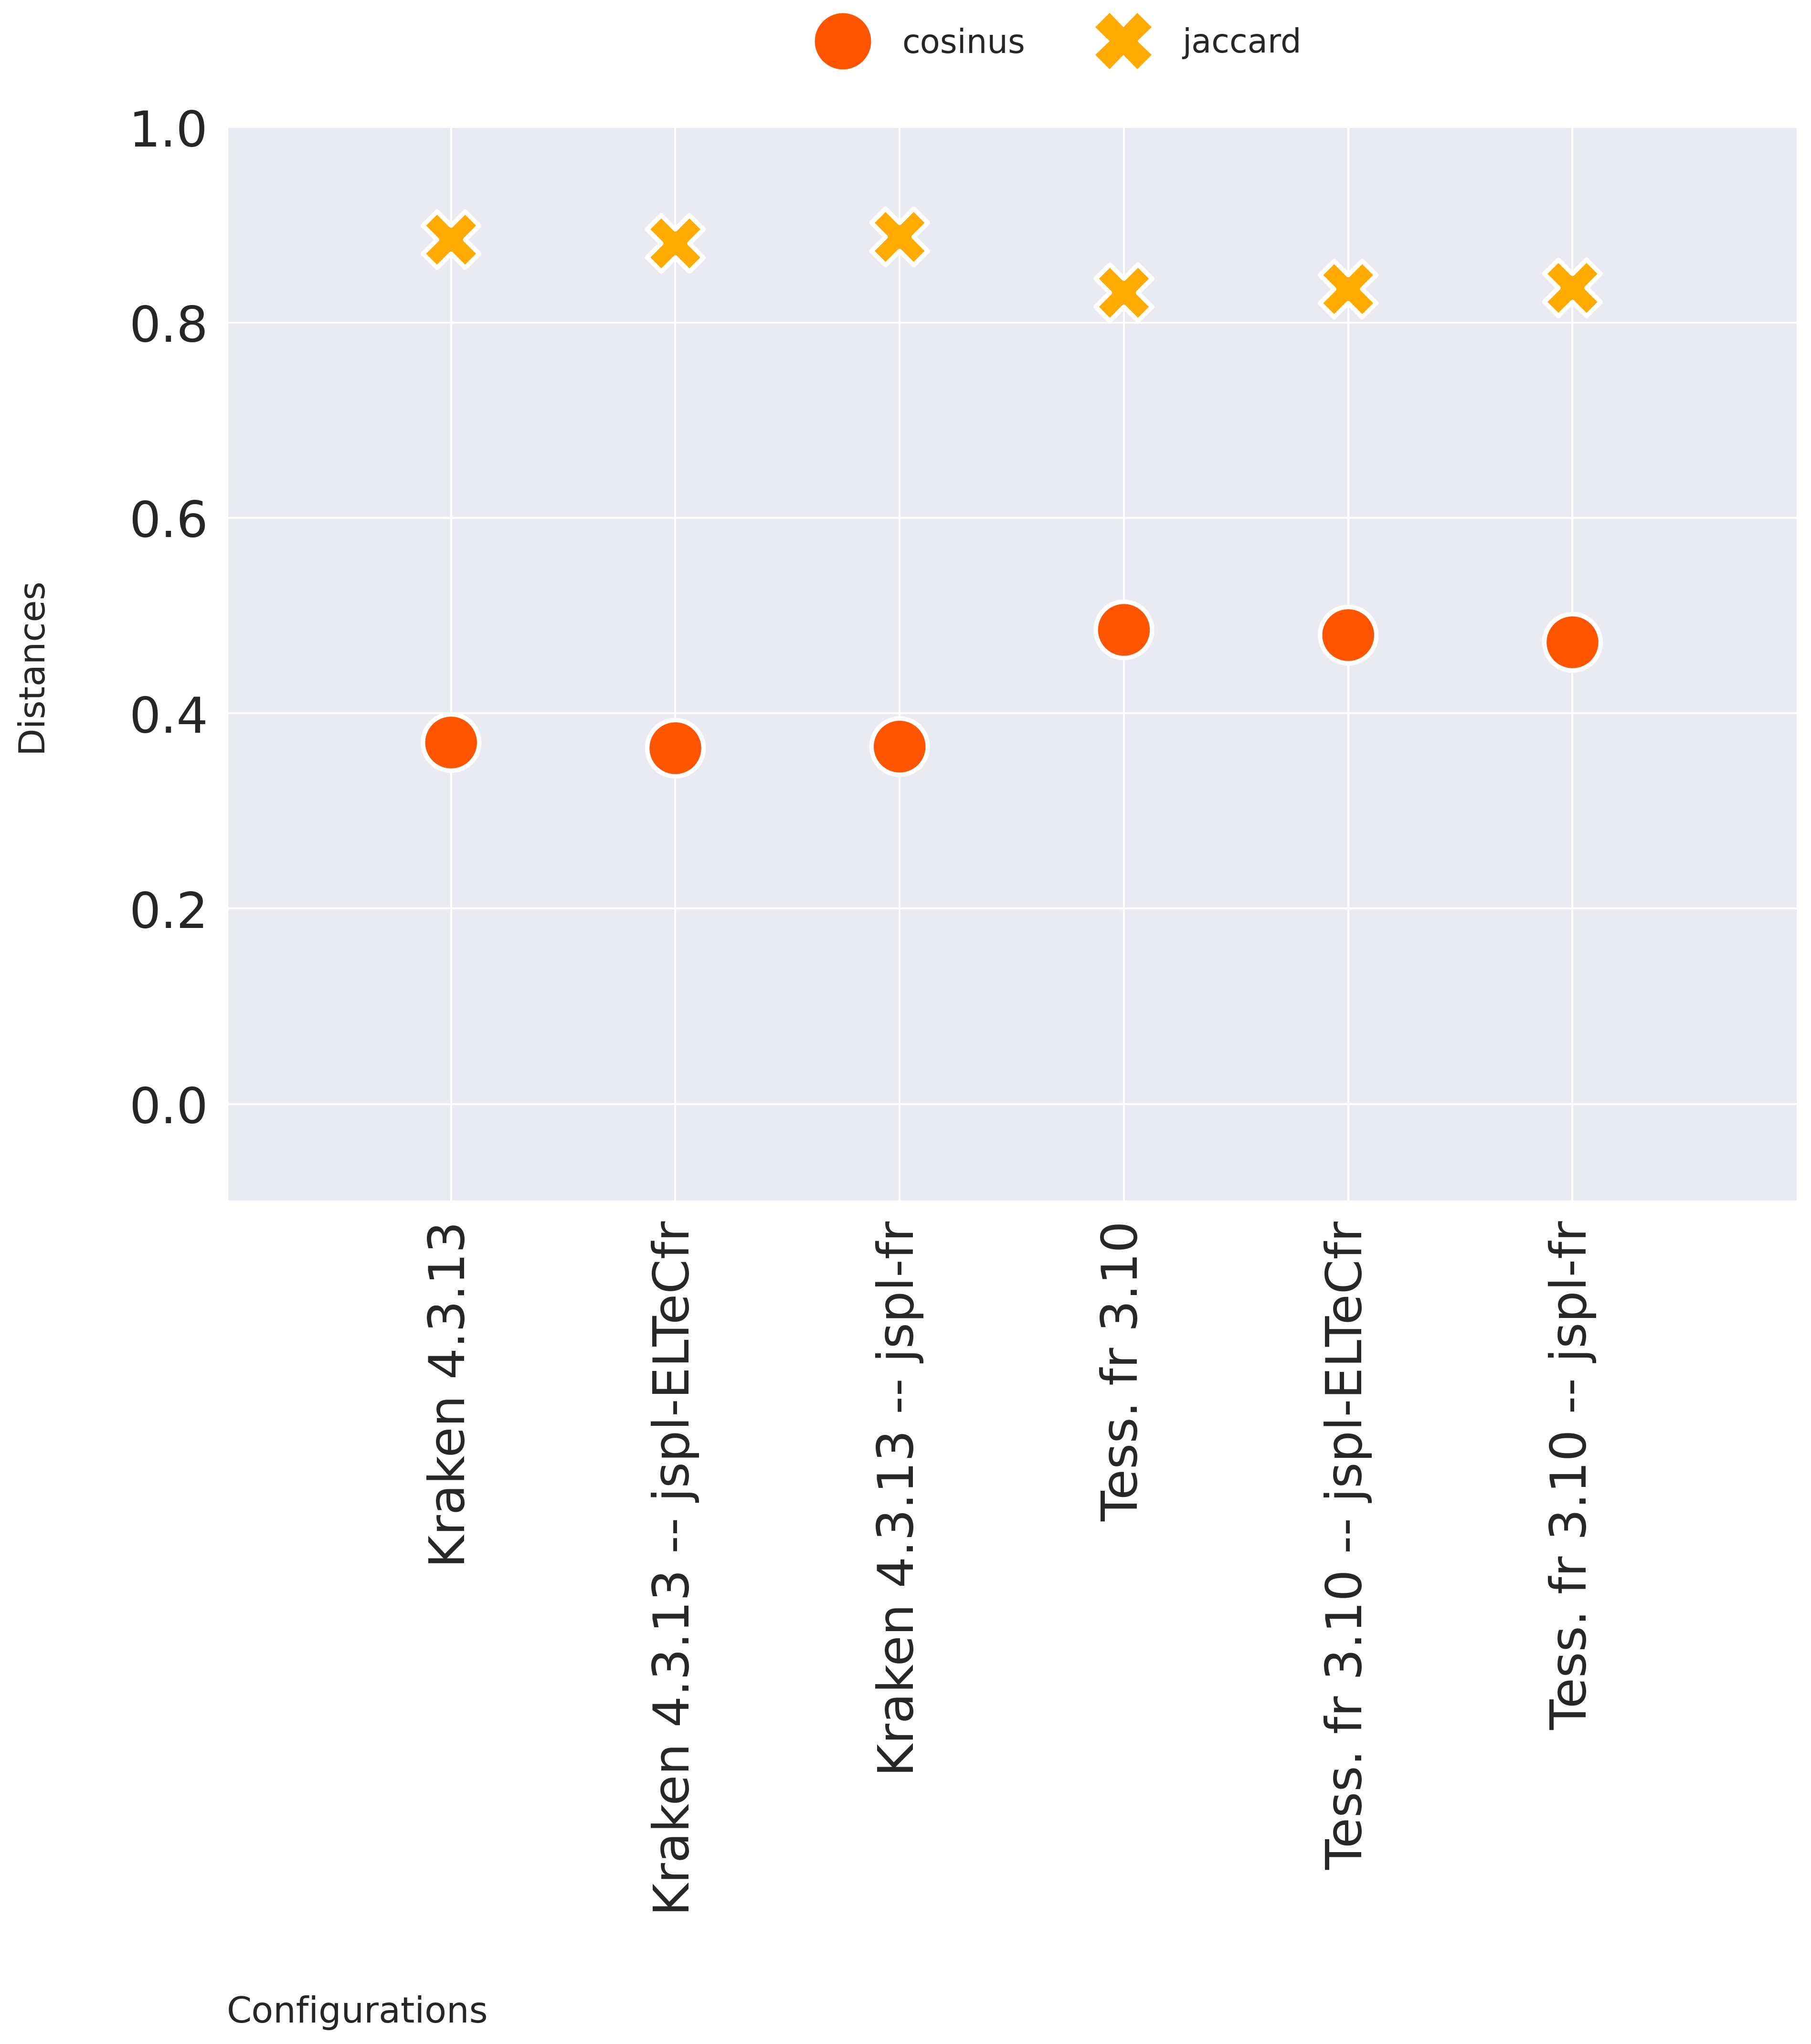 cosinus jaccard
1.0
0.8
0.6
0.4
0.2
0.0
Distances
Kraken 4.3.13
Kraken 4.3.13 -- jspl-ELTeCfr
Kraken 4.3.13 -- jspl-fr
Tess. fr 3.10
Tess. fr 3.10 -- jspl-ELTeCfr
Tess. fr 3.10 -- jspl-fr
Configurations